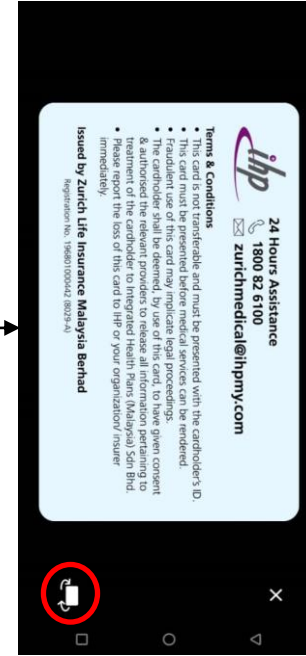 ihp
24 Hours Assistance
1800 82 6100
zurichmedical@ihpmy.com
Terms & Conditions
• This card is not transferable and must be presented with the cardholder's ID.
• This card must be presented before medical services can be rendered.
• Fraudulent use of this card may implicate legal proceedings.
• The cardholder shall be deemed, by use of this card, to have given consent
& authorised the relevant providers to release all information pertaining to
treatment of the cardholder to Integrated Health Plans (Malaysia) Sdn Bhd.
• Please report the loss of this card to IHP or your organization/ insurer
immediately.
Issued by Zurich Life Insurance Malaysia Berhad
Registration No. 196801000442 (8029-A)